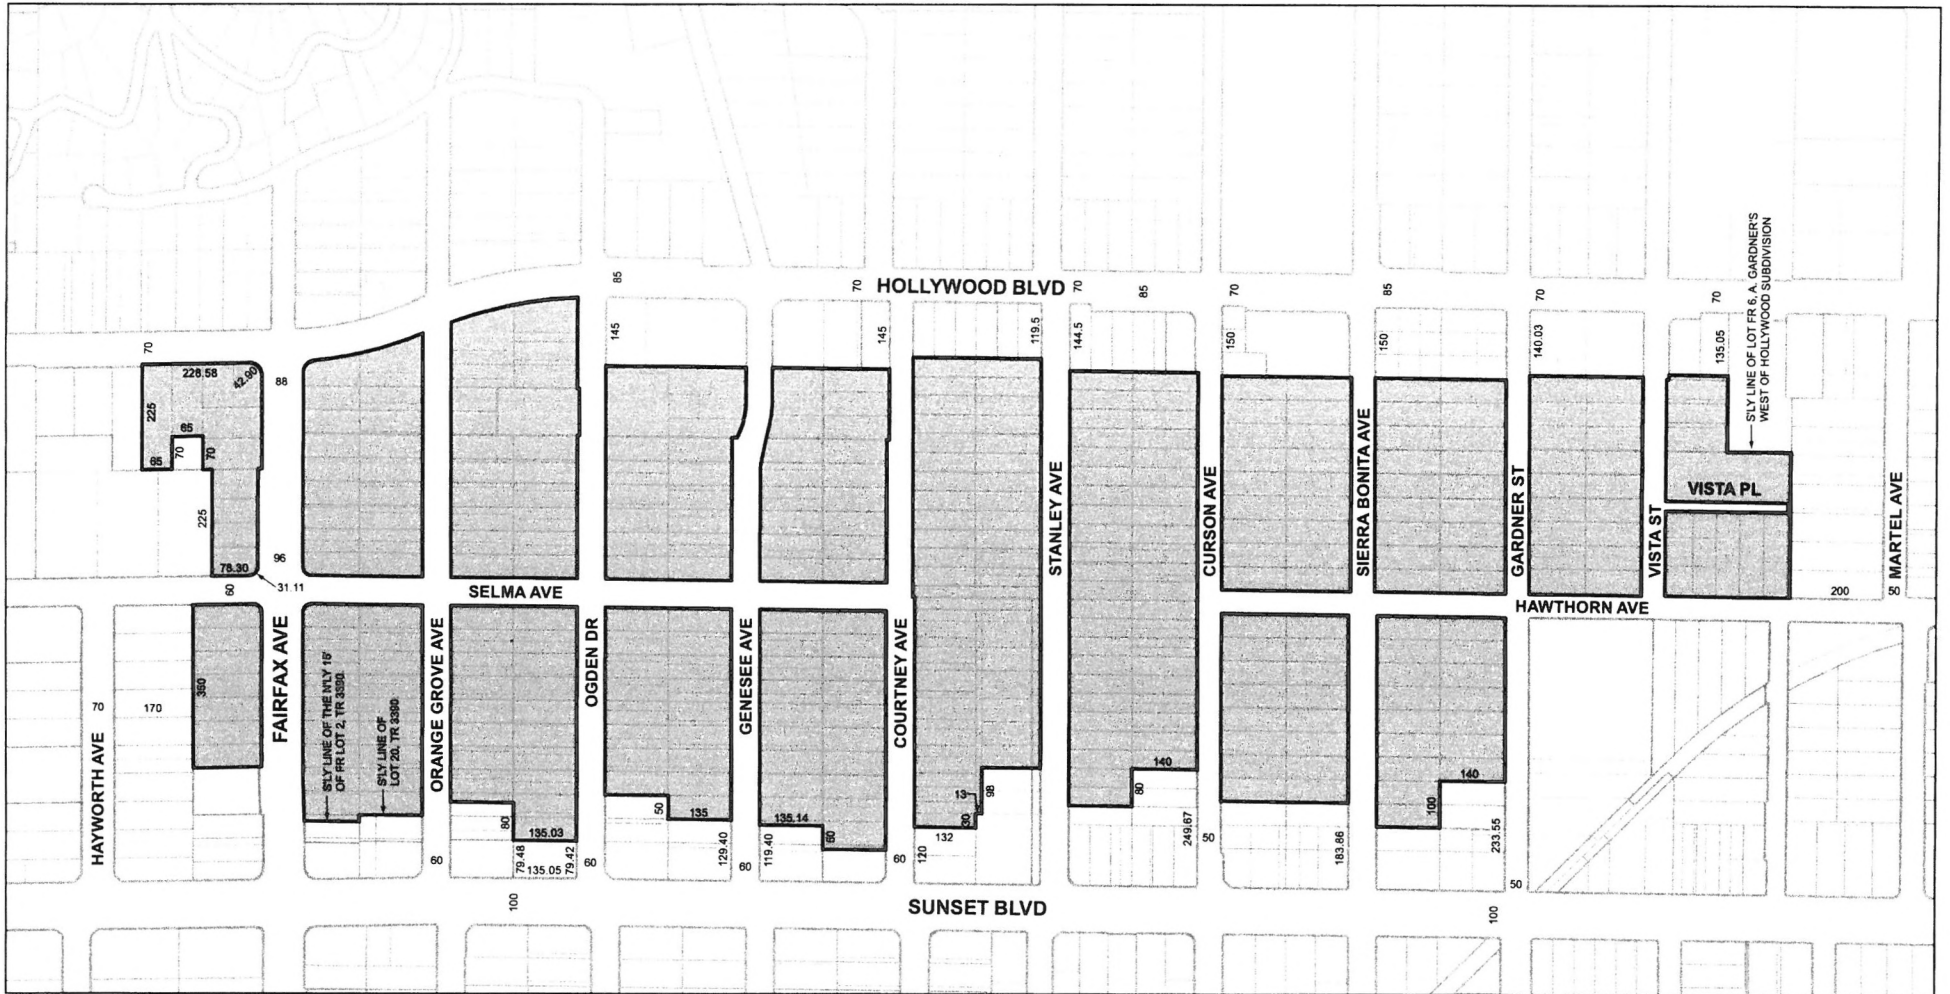 S'LY LINE OF LOT FR 6, A. GARDNER'S
WEST OF HOLLYWOOD SUBDIVISION
HOLLYWOOD BLVD
85
70
70
85
70
85
70
70
145
145
119.5
144.5
150
150
140.03
135.05
70
226.58
42.90
88
225
65
70
70
65
225
96
78.30
31.11
60
VISTA PL
SELMA AVE
HAWTHORN AVE
200
50
HAYWORTH AVE
FAIRFAX AVE
ORANGE GROVE AVE
OGDEN DR
GENESEE AVE
COURTNEY AVE
STANLEY AVE
CURSON AVE
SIERRA BONITA AVE
GARDNER ST
VISTA ST
MARTEL AVE
70
170
360
S'LY LINE OF THE N'LY 15'
OF FR LOT 2, TR 3390.
S'LY LINE OF
LOT 20, TR 3390
80
135.03
79.48
135.05
79.42
60
60
50
135
129.40
60
119.40
135.14
60
60
120
132
30
13
98
80
140
249.67
50
183.86
100
140
233.55
50
100
SUNSET BLVD
100